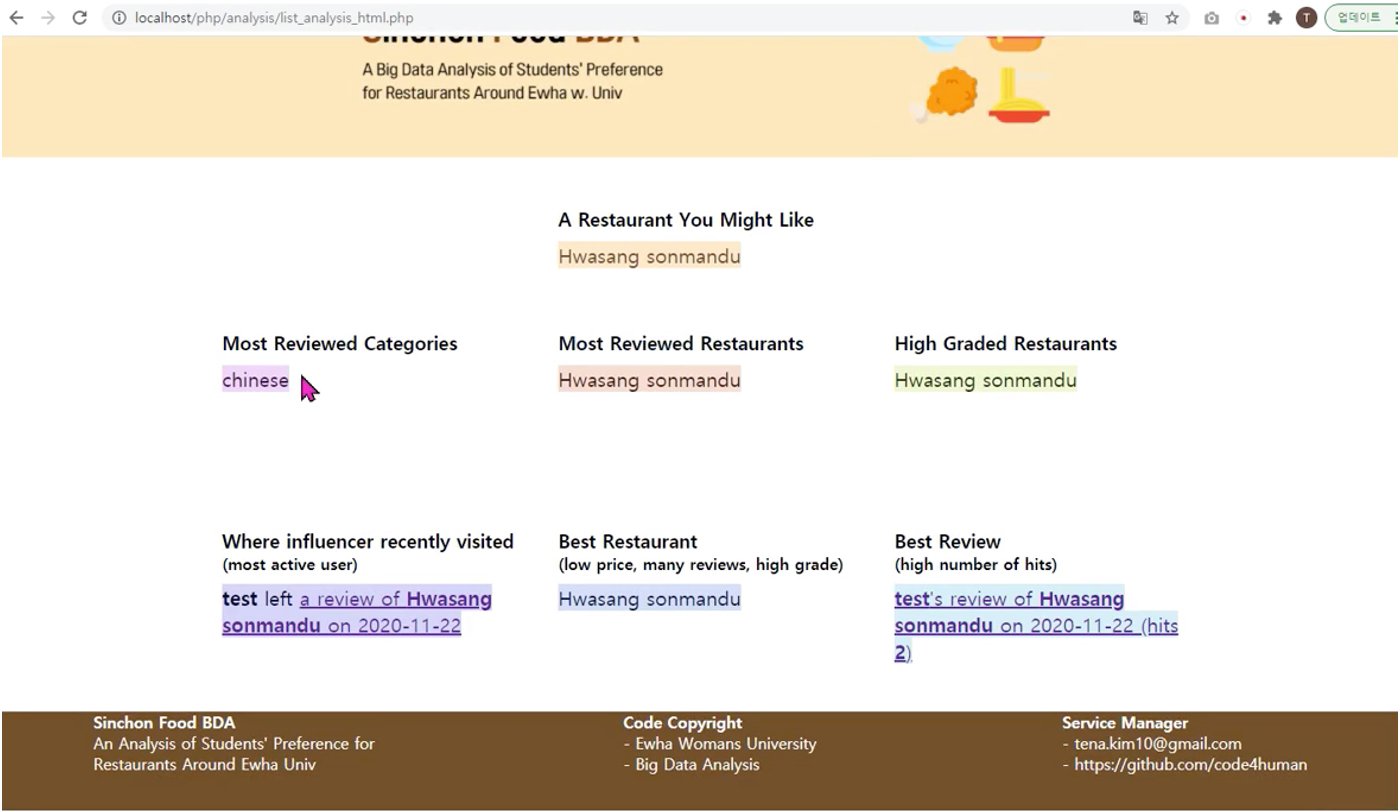 localhost/php/analysis/list_analysis_html.php
T
업데이트
Sinchon Food BDA
A Big Data Analysis of Students' Preference
for Restaurants Around Ewha w. Univ
A Restaurant You Might Like
Hwasang sonmandu
Most Reviewed Categories
chinese
Most Reviewed Restaurants
Hwasang sonmandu
High Graded Restaurants
Hwasang sonmandu
Where influencer recently visited
(most active user)
test left a review of Hwasang
sonmandu on 2020-11-22
Best Restaurant
(low price, many reviews, high grade)
Hwasang sonmandu
Best Review
(high number of hits)
test's review of Hwasang
sonmandu on 2020-11-22 (hits
2)
Sinchon Food BDA
An Analysis of Students' Preference for
Restaurants Around Ewha Univ
Code Copyright
- Ewha Womans University
- Big Data Analysis
Service Manager
- tena.kim10@gmail.com
- https://github.com/code4human